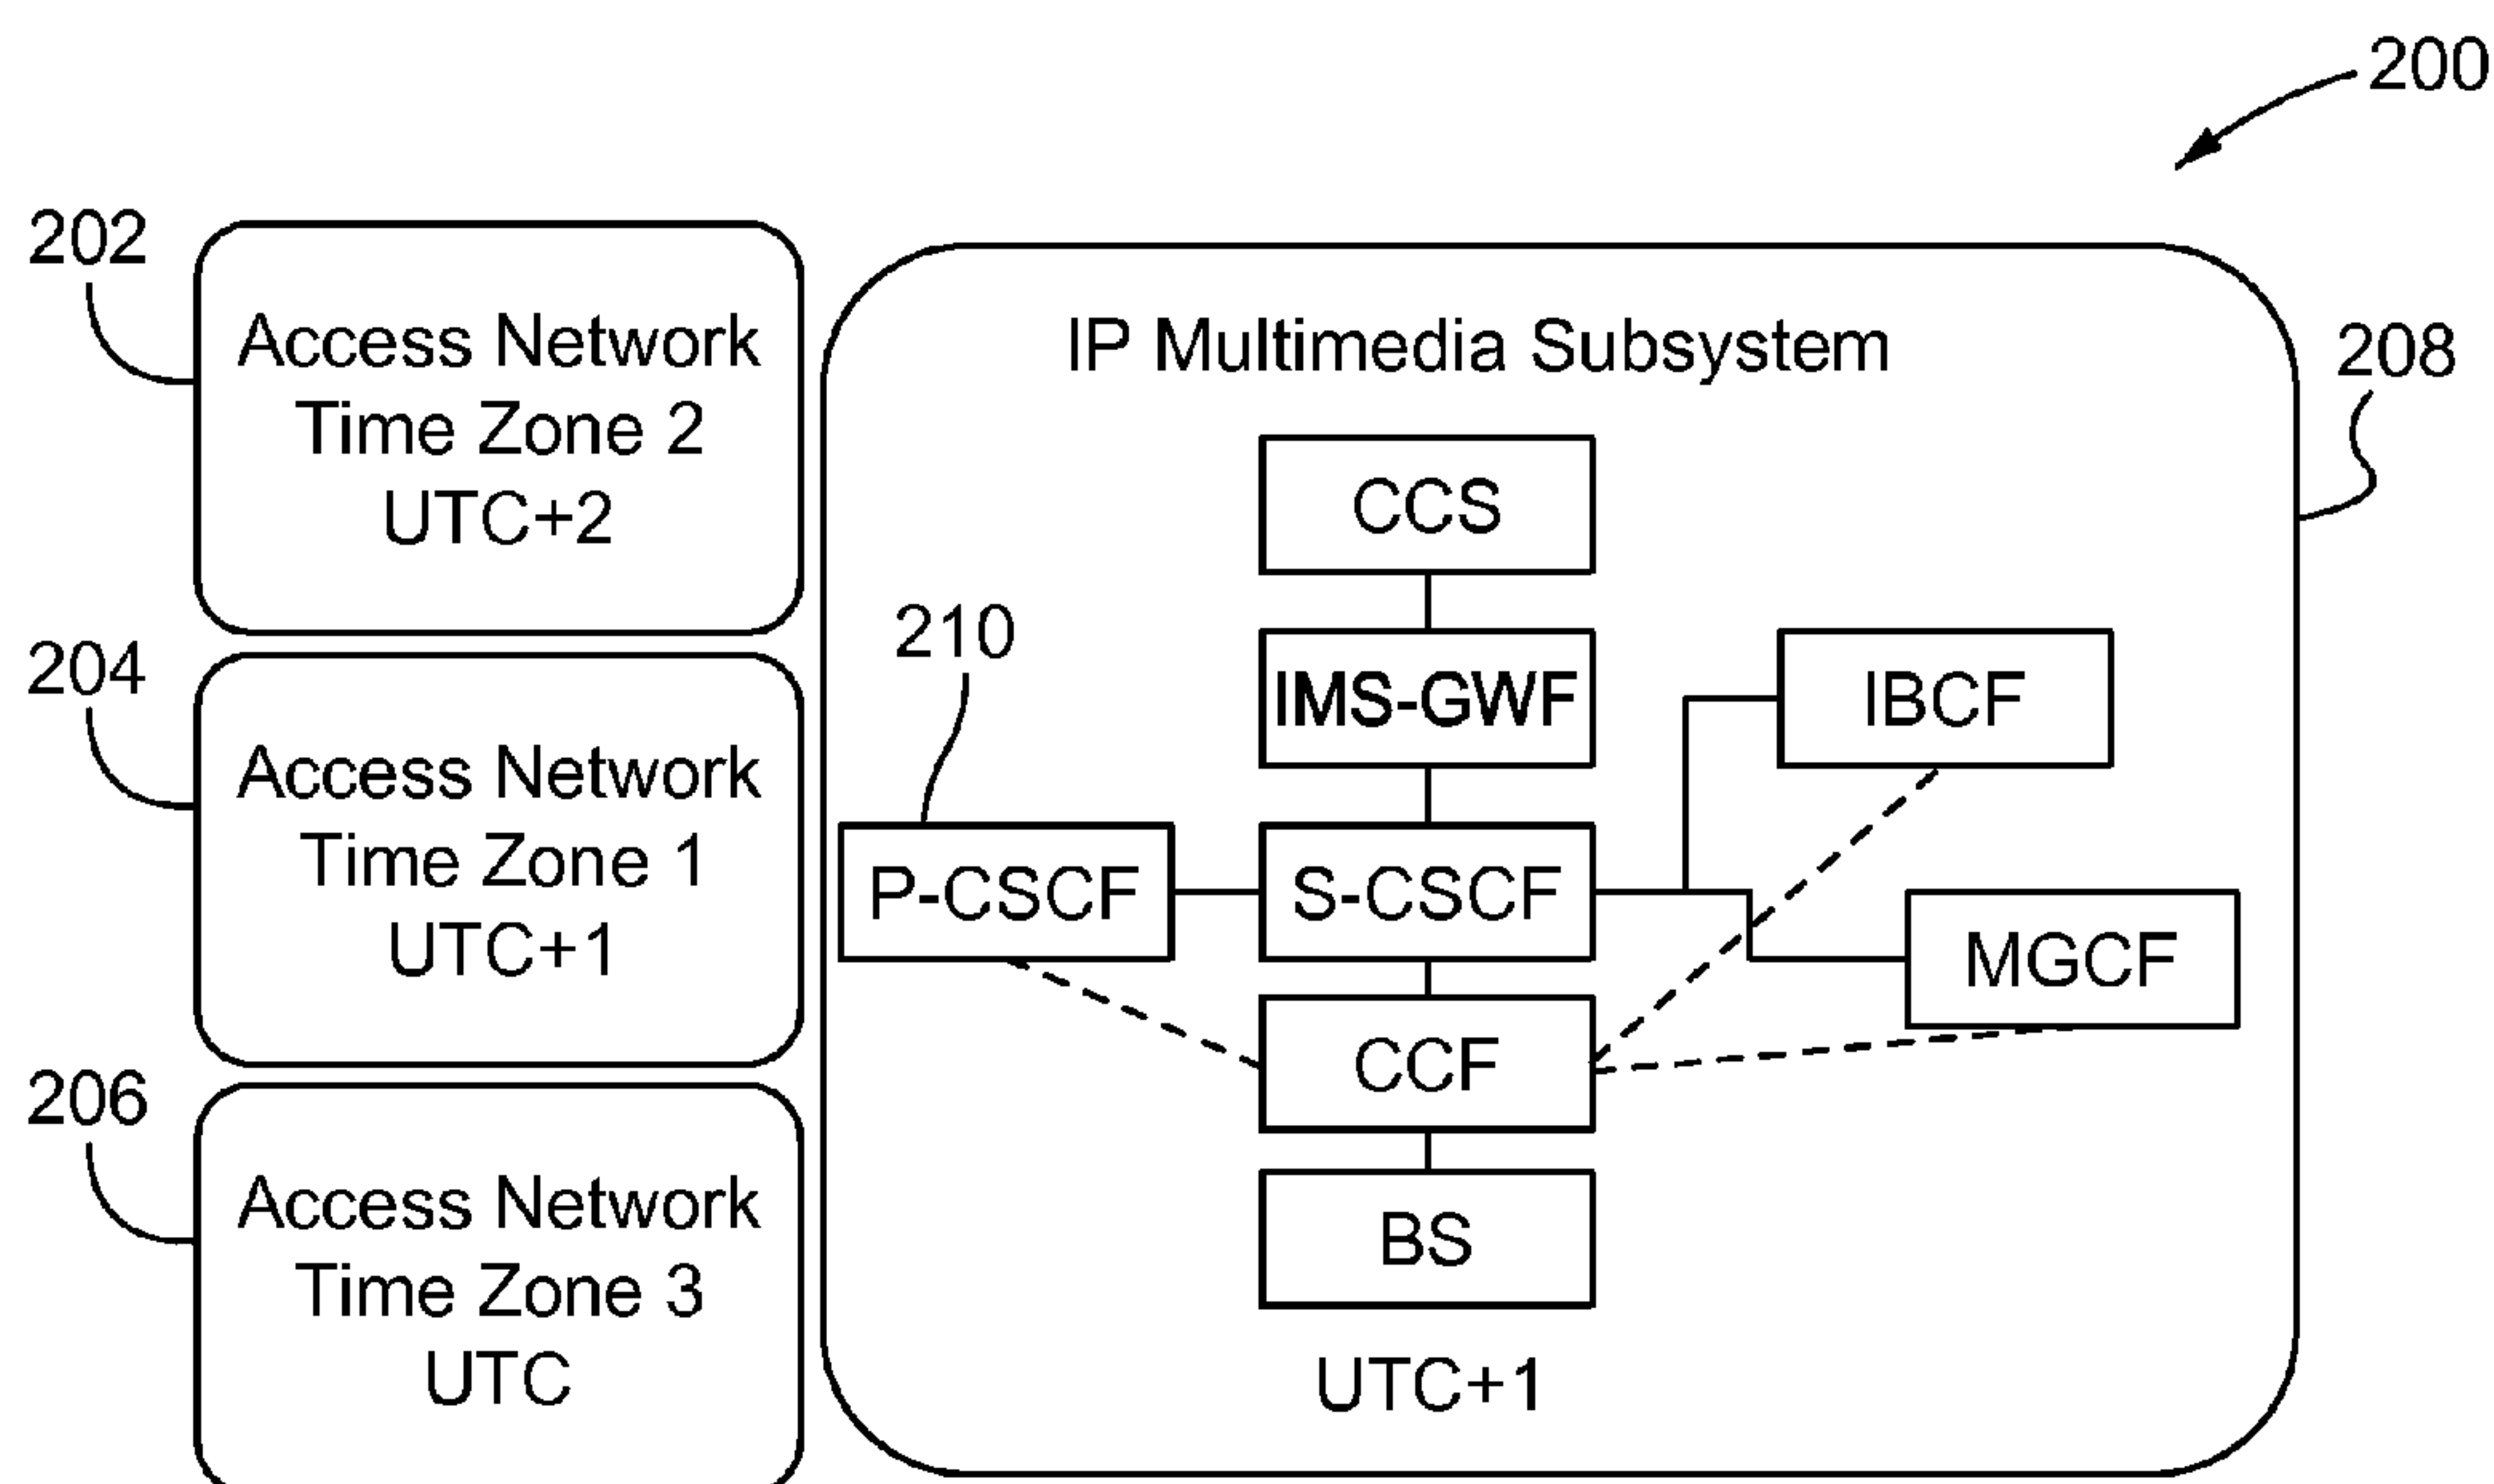 200
202
Access Network
Time Zone 2
UTC+2
204
Access Network
Time Zone 1
UTC+1
206
Access Network
Time Zone 3
UTC
IP Multimedia Subsystem
208
CCS
210
IMS-GWF
IBCF
P-CSCF
S-CSCF
MGCF
CCF
BS
UTC+1